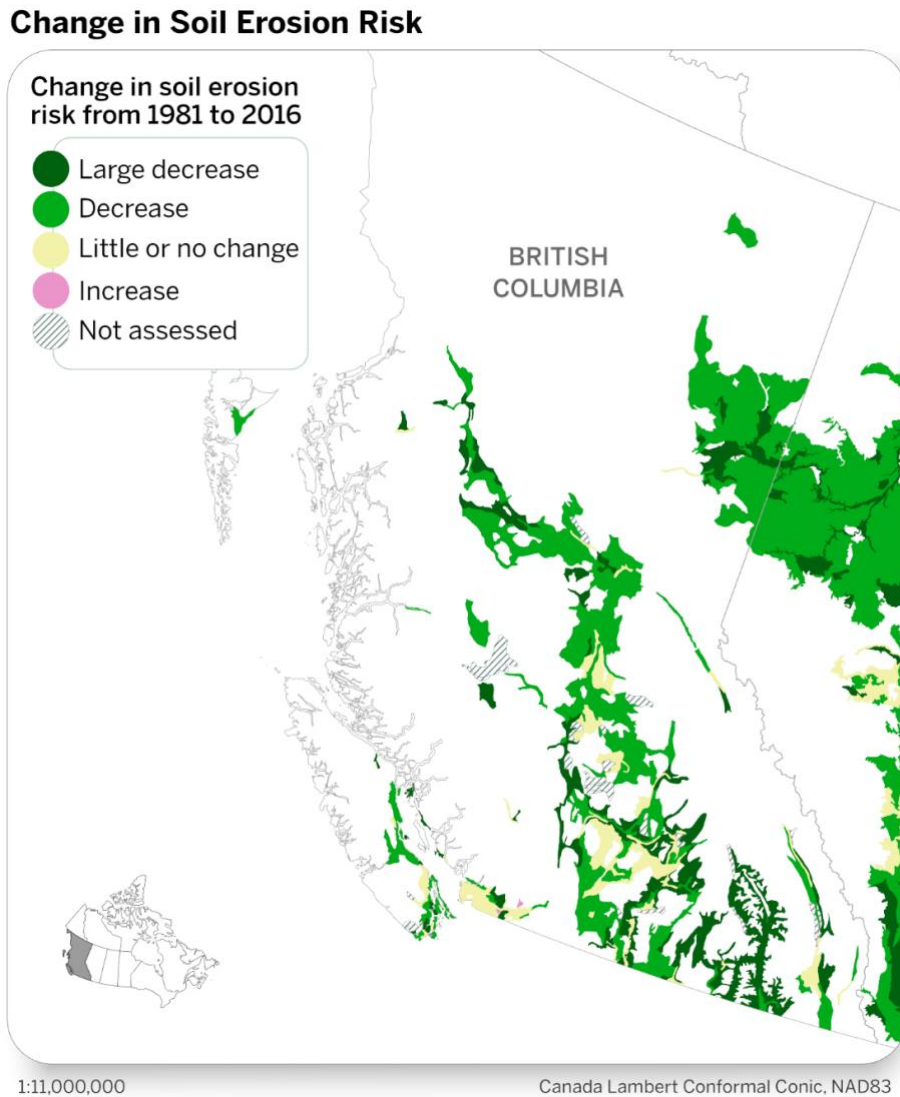 Change in Soil Erosion Risk
Change in soil erosion
risk from 1981 to 2016
Large decrease
Decrease
Little or no change
Increase
Not assessed
BRITISH
COLUMBIA
1:11,000,000
Canada Lambert Conformal Conic, NAD83